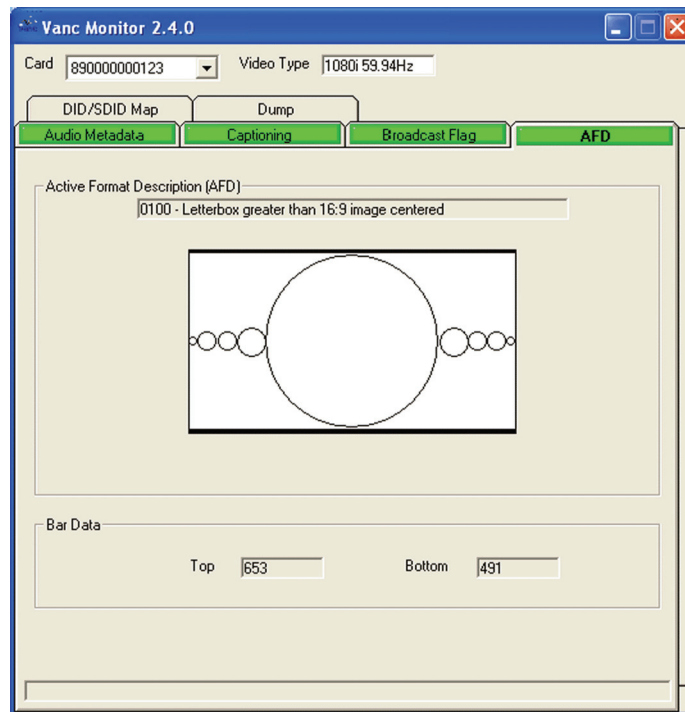 Vanc Monitor 2.4.0
Card 890000000123 Video Type 1080i 59.94Hz
DID/SDID Map Dump
Audio Metadata Captioning Broadcast Flag AFD
Active Format Description (AFD)
0100 - Letterbox greater than 16:9 image centered
Bar Data
Top 653 Bottom 491